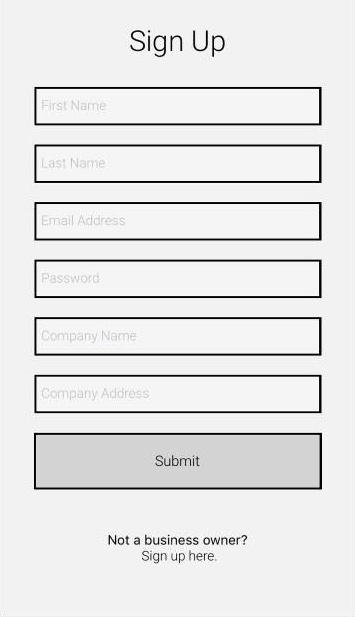 Sign Up
First Name
Last Name
Email Address
Password
Company Name
Company Address
Submit
Not a business owner?
Sign up here.